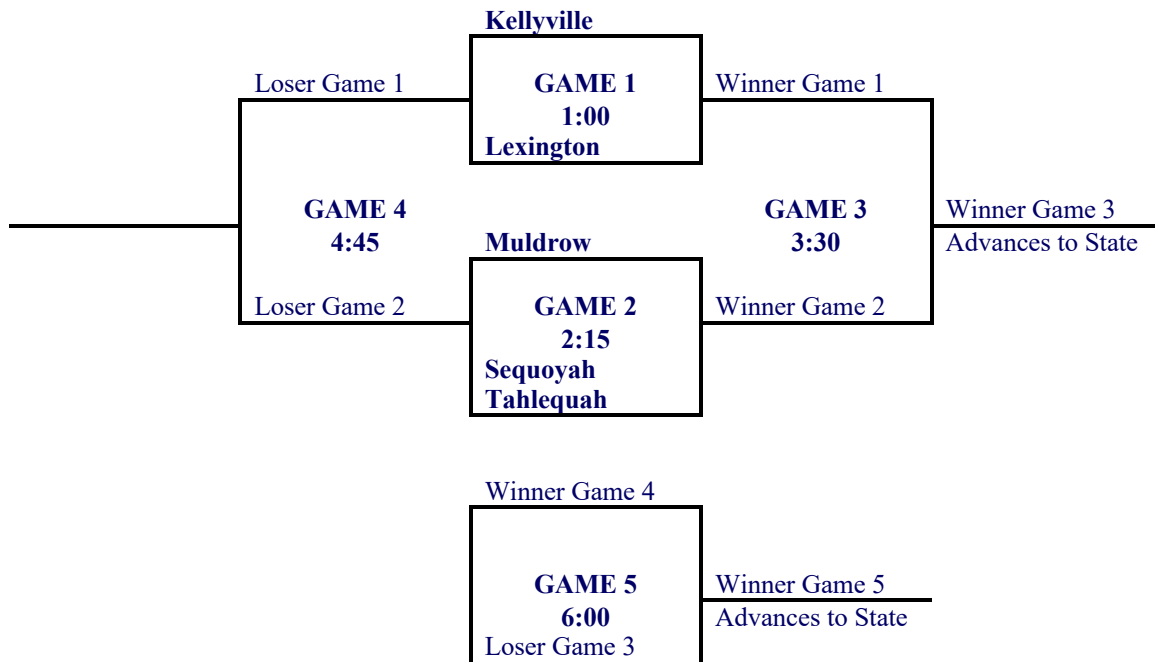 Kellyville
Loser Game 1
GAME 1
Winner Game 1
1:00
Lexington
GAME 4
GAME 3
Winner Game 3
4:45
Muldrow
3:30
Advances to State
Loser Game 2
GAME 2
Winner Game 2
2:15
Sequoyah
Tahlequah
Winner Game 4
GAME 5
Winner Game 5
6:00
Advances to State
Loser Game 3